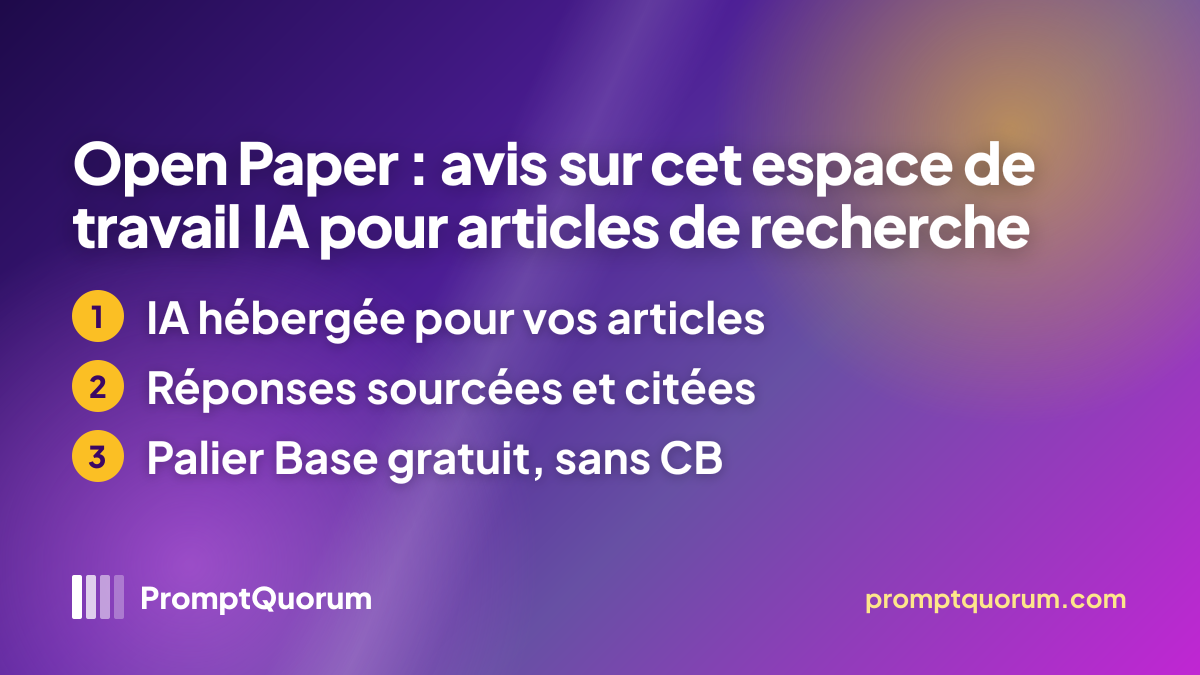 Open Paper : avis sur cet espace de
travail IA pour articles de recherche
1 IA hébergée pour vos articles
2 Réponses sourcées et citées
3 Palier Base gratuit, sans CB
PromptQuorum
promptquorum.com